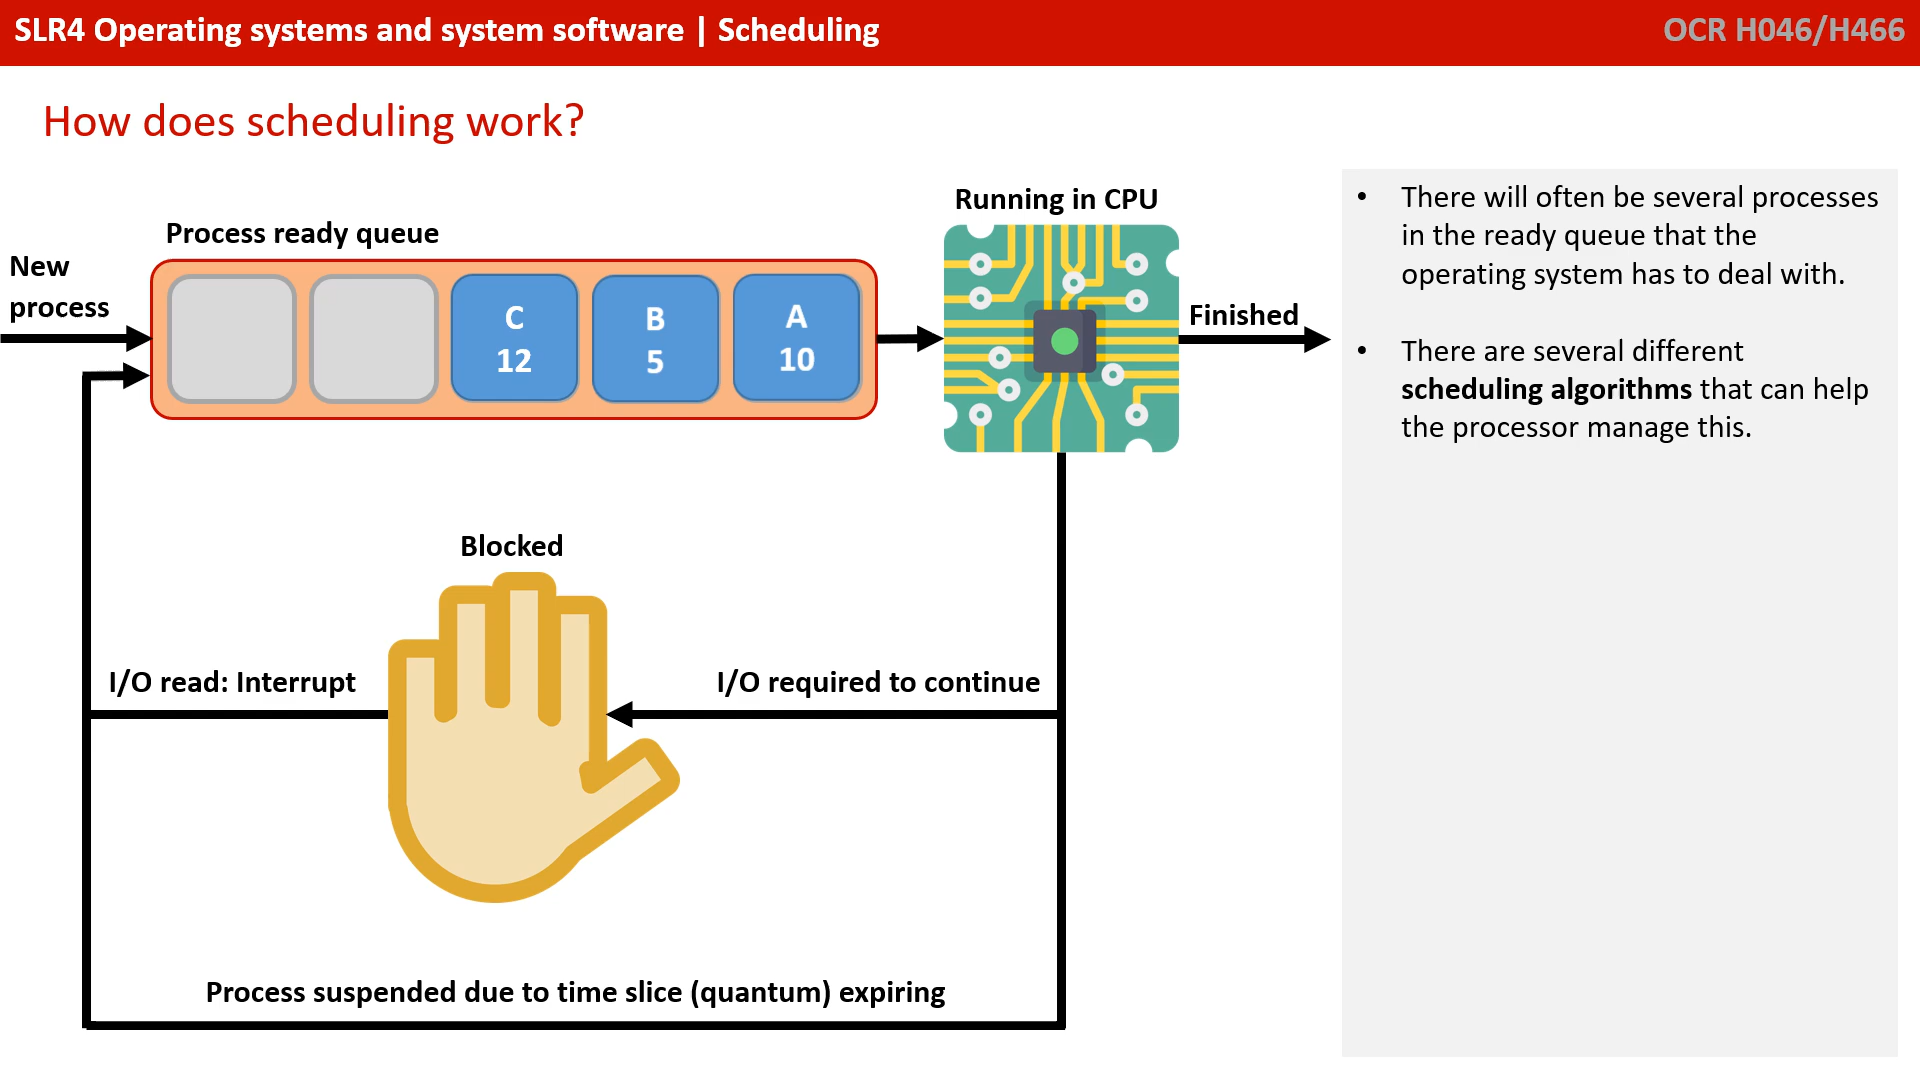 SLR4 Operating systems and system software | Scheduling
OCR H046/H466
How does scheduling work?
Process ready queue
Running in CPU
New
process
C
12
B
5
A
10
Finished
Blocked
I/O read: Interrupt
I/O required to continue
Process suspended due to time slice (quantum) expiring
• There will often be several processes
in the ready queue that the
operating system has to deal with.
• There are several different
scheduling algorithms that can help
the processor manage this.